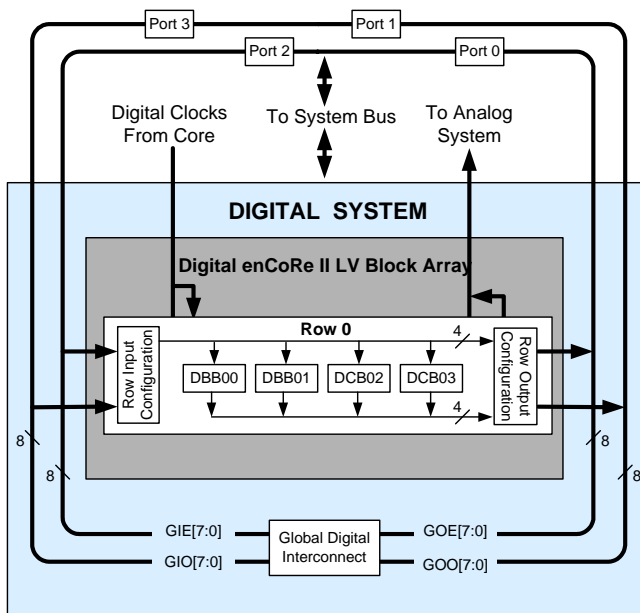 Port 3
Port 1
Port 2
Port 0
Digital Clocks
From Core
To System Bus
To Analog
System
DIGITAL SYSTEM
Digital enCoRe II LV Block Array
Row 0
4
Row Input
Configuration
DBB00
DBB01
DCB02
DCB03
Row Output
Configuration
4
8
8
8
8
GIE[7:0]
GIO[7:0]
Global Digital
Interconnect
GOE[7:0]
GOO[7:0]